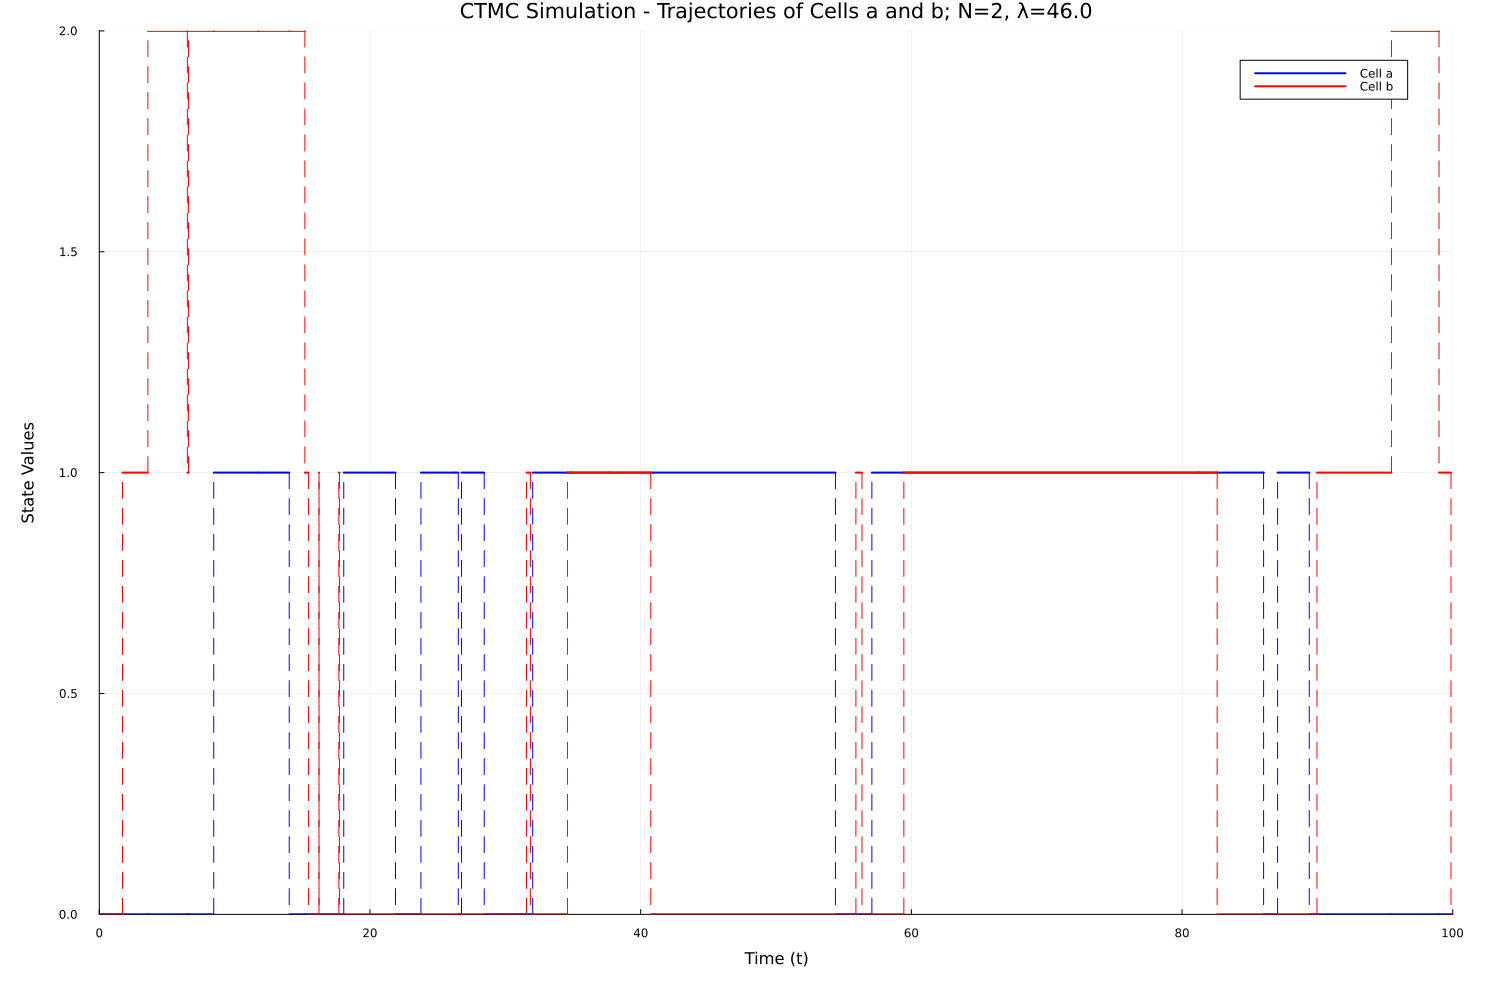 CTMC Simulation - Trajectories of Cells a and b; N=2, λ=46.0
2.0
Cell a
Cell b
1.5
State Values
1.0
0.5
0.0
0 20 40 60 80 100
Time (t)